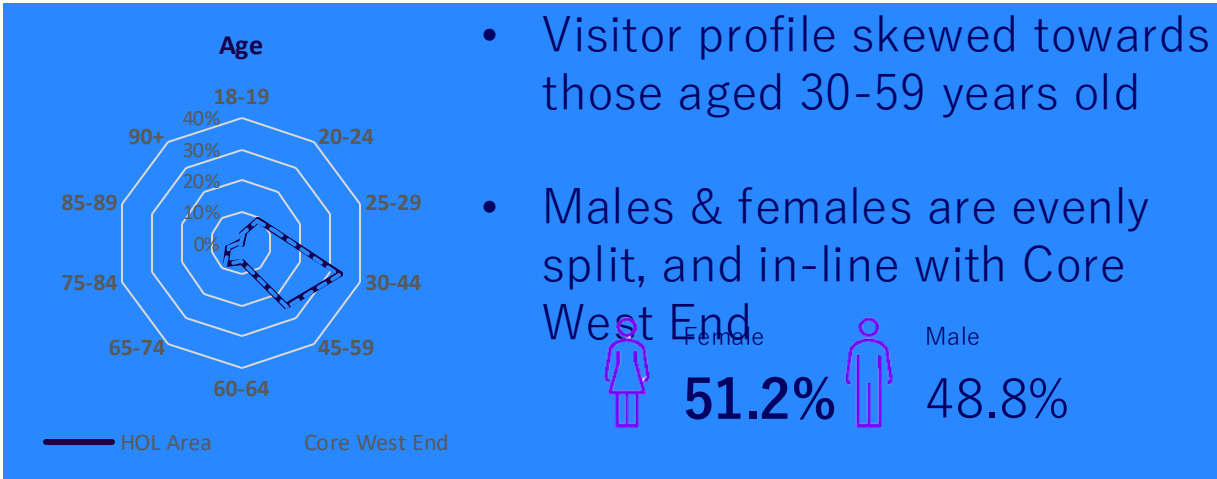 Age
18-19
20-24
25-29
30-44
45-59
60-64
65-74
75-84
85-89
90+
40%
30%
20%
10%
0%
HOL Area
Core West End
• Visitor profile skewed towards
those aged 30-59 years old
• Males & females are evenly
split, and in-line with Core
West End
Female
51.2%
Male
48.8%